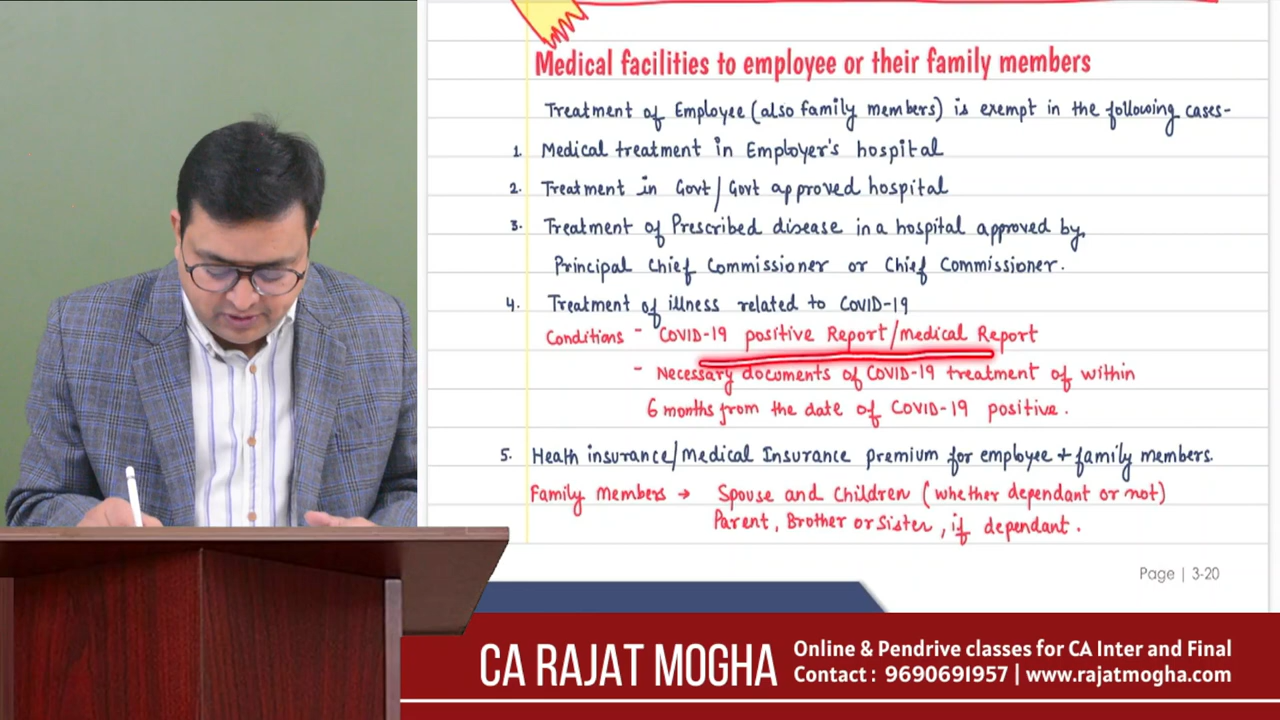 Medical facilities to employee or their family members
Treatment of Employee (also family members) is exempt in the following cases-
1. Medical treatment in Employer's hospital
2. Treatment in Govt/Govt approved hospital
3. Treatment of Prescribed disease in a hospital approved by,
Principal Chief Commissioner or Chief Commissioner.
4. Treatment of illness related to COVID-19
Conditions - COVID-19 positive Report/medical Report
- Necessary documents of COVID-19 treatment of within
6 months from the date of COVID-19 positive.
5. Heath insurance/Medical Insurance premium for employee + family members.
Family Members → Spouse and Children (whether dependant or not)
Parent, Brother or Sister, if dependant.
Page | 3-20
CA RAJAT MOGHA
Online & Pendrive classes for CA Inter and Final
Contact : 9690691957 | www.rajatmogha.com